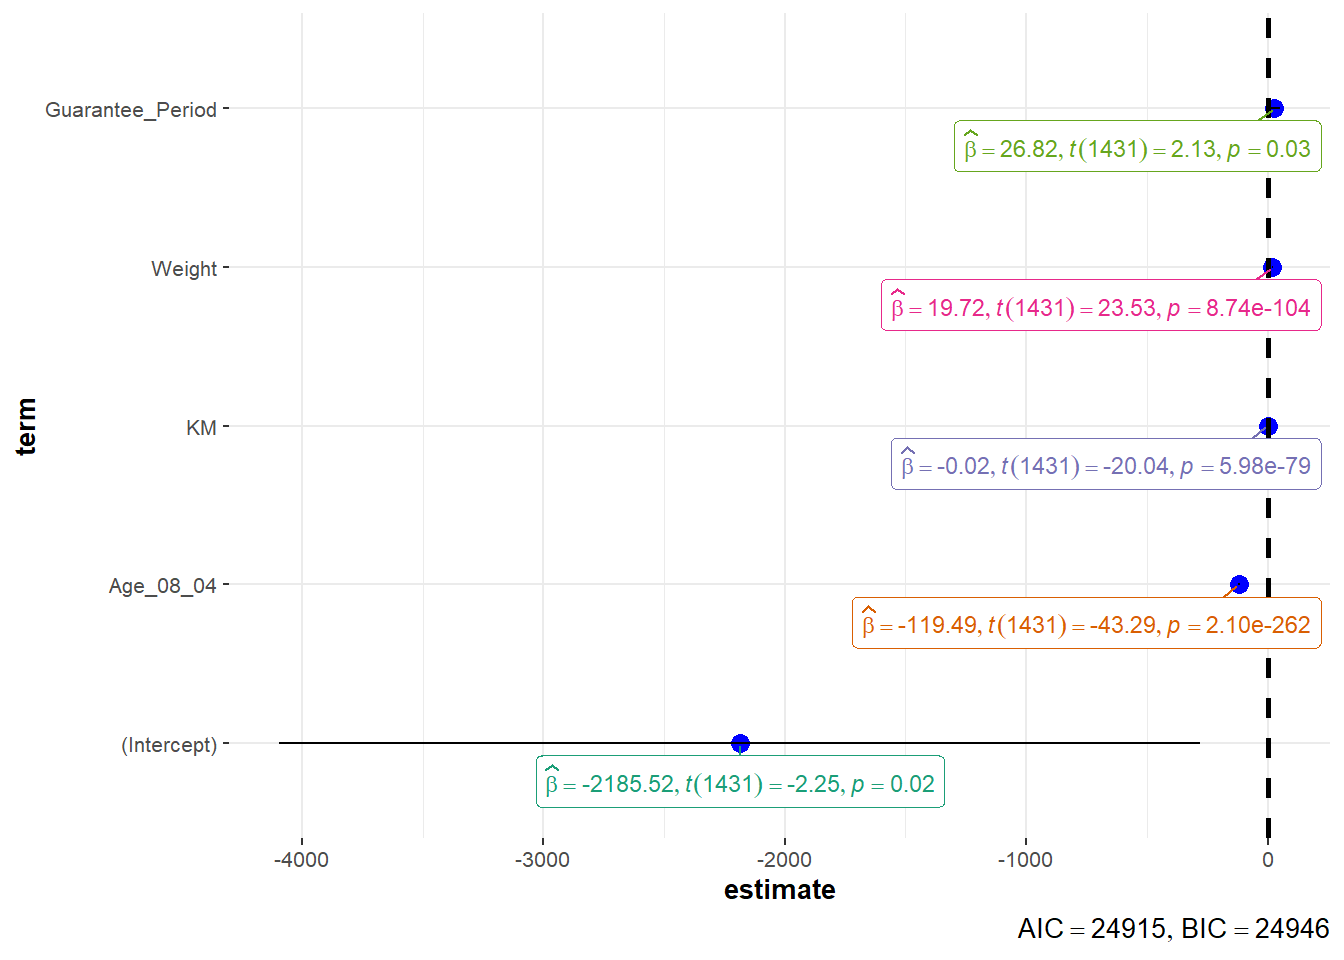 Guarantee_Period
β̂ = 26.82, t(1431) = 2.13, p = 0.03
Weight
β̂ = 19.72, t(1431) = 23.53, p = 8.74e-104
term
KM
β̂ = -0.02, t(1431) = -20.04, p = 5.98e-79
Age_08_04
β̂ = -119.49, t(1431) = -43.29, p = 2.10e-262
(Intercept)
β̂ = -2185.52, t(1431) = -2.25, p = 0.02
-4000 -3000 -2000 -1000 0
estimate
AIC = 24915, BIC = 24946